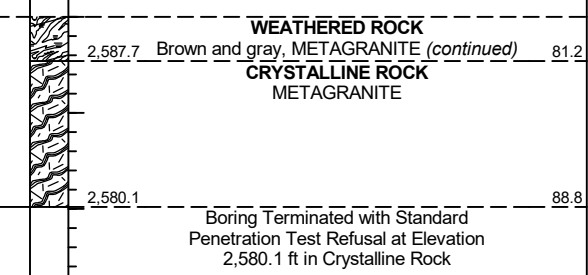 WEATHERED ROCK
2,587.7 Brown and gray, METAGRANITE (continued) 81.2
CRYSTALLINE ROCK
METAGRANITE
2,580.1 88.8
Boring Terminated with Standard
Penetration Test Refusal at Elevation
2,580.1 ft in Crystalline Rock